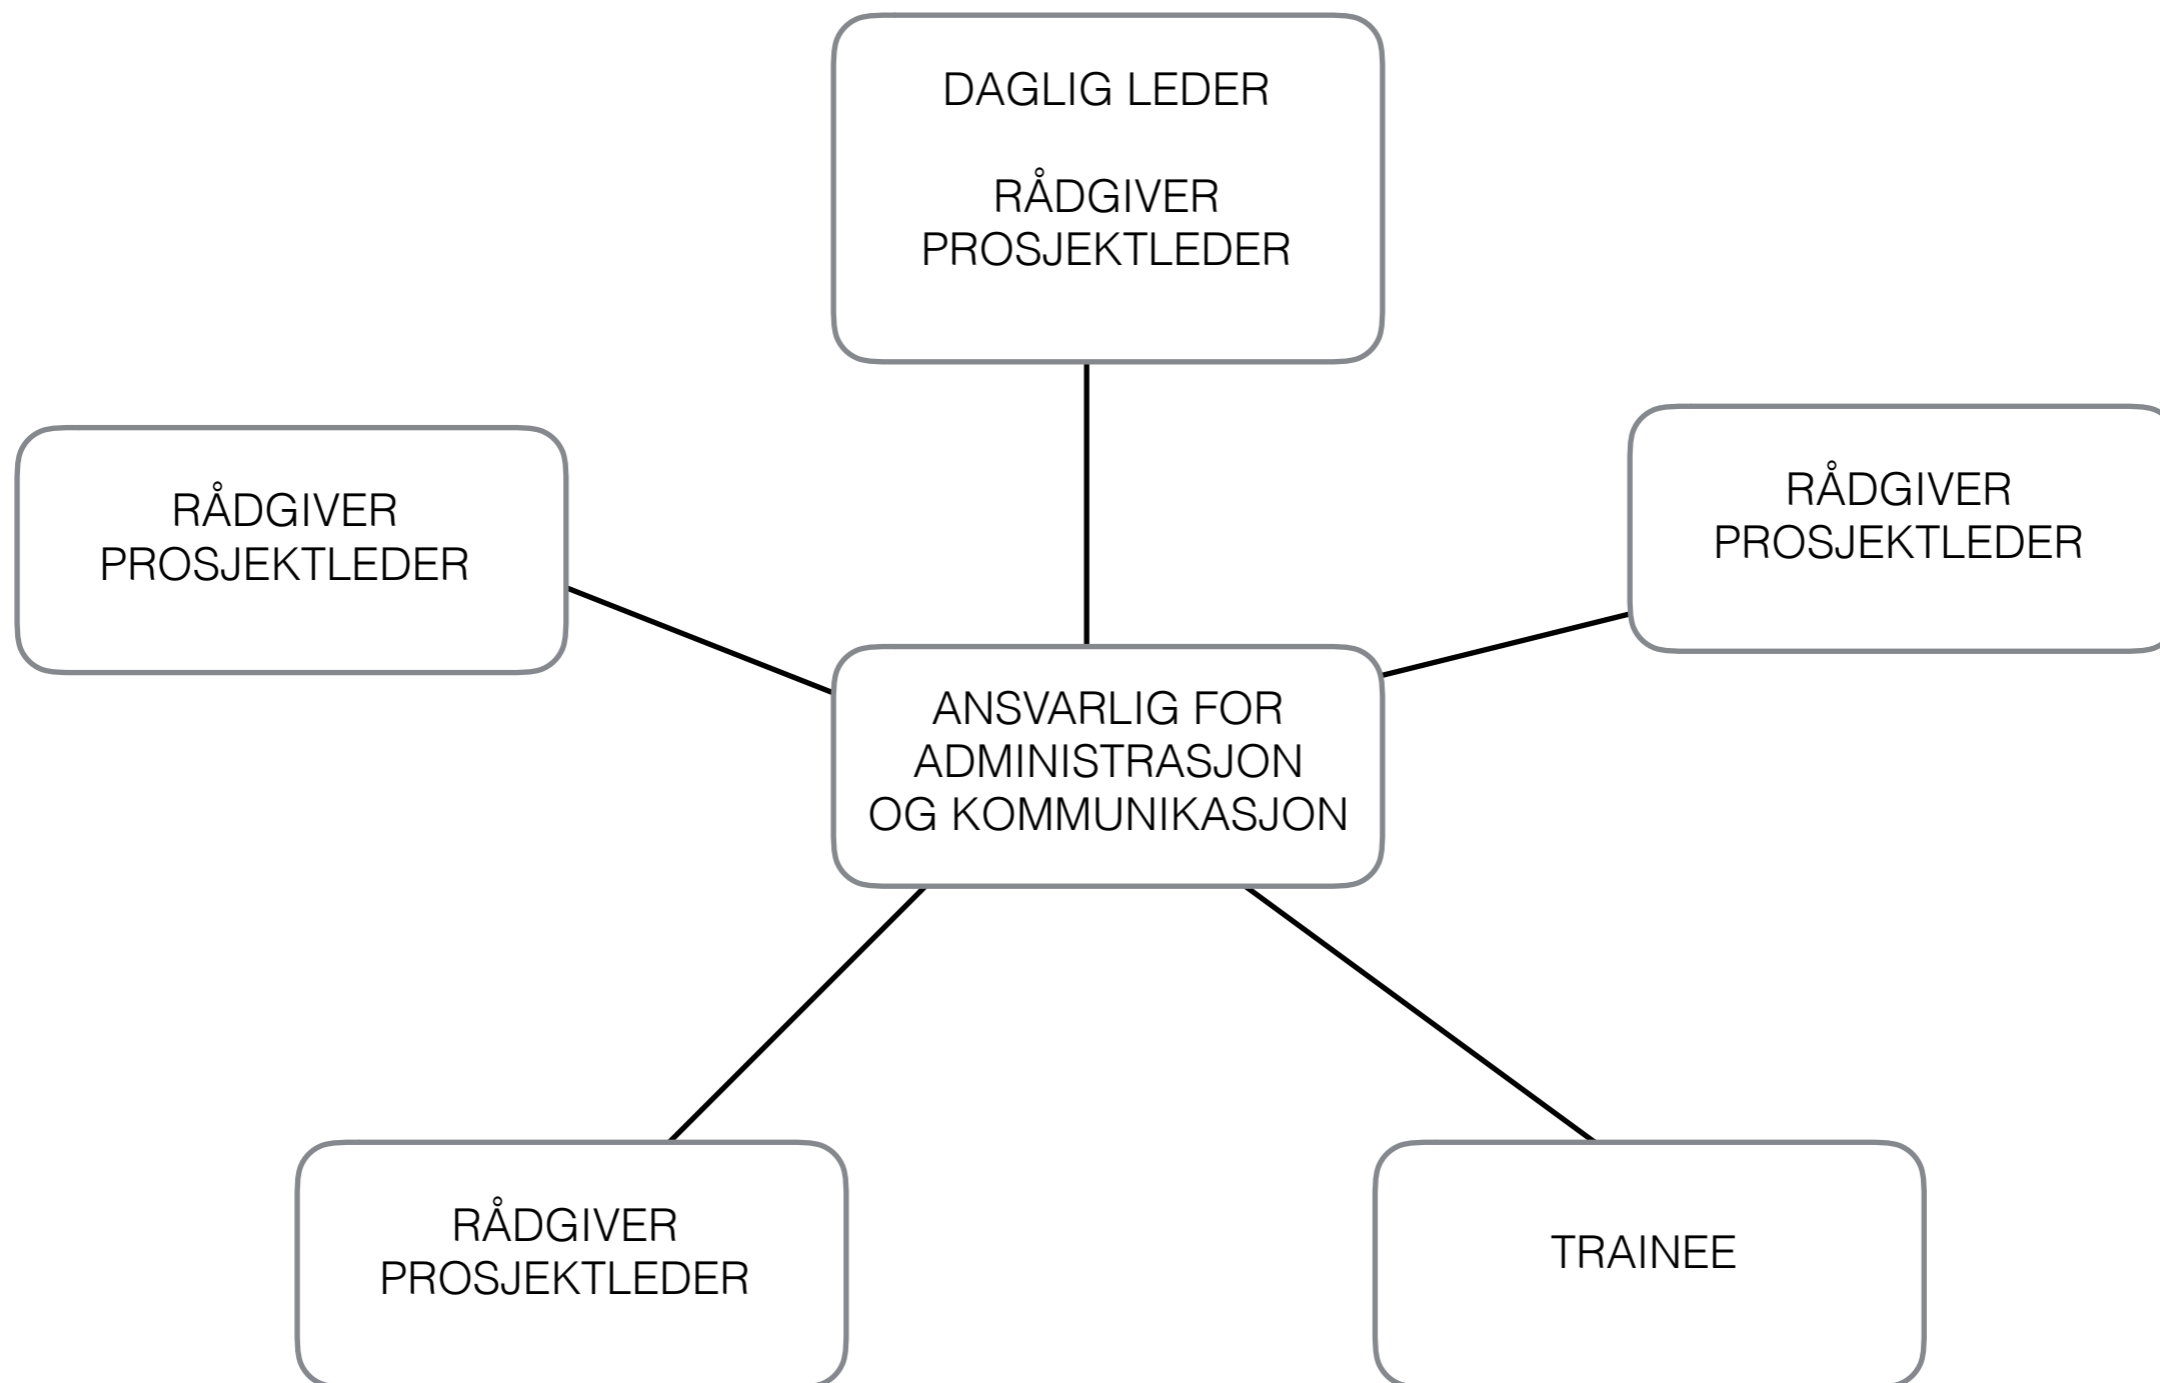 DAGLIG LEDER
RÅDGIVER
PROSJEKTLEDER
RÅDGIVER
PROSJEKTLEDER
RÅDGIVER
PROSJEKTLEDER
ANSVARLIG FOR
ADMINISTRASJON
OG KOMMUNIKASJON
RÅDGIVER
PROSJEKTLEDER
TRAINEE